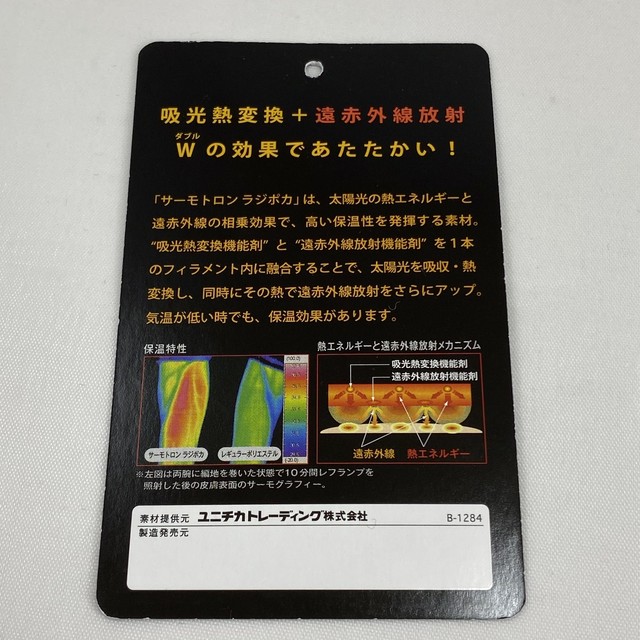 吸光熱変換＋遠赤外線放射
ダブル
Wの効果であたたかい！
「サーモトロン ラジポカ」は、太陽光の熱エネルギーと
遠赤外線の相乗効果で、高い保温性を発揮する素材。
“吸光熱変換機能剤”と“遠赤外線放射機能剤”を1本
のフィラメント内に融合することで、太陽光を吸収・熱
変換し、同時にその熱で遠赤外線放射をさらにアップ。
気温が低い時でも、保温効果があります。
保温特性
サーモトロン ラジポカ
レギュラーポリエステル
熱エネルギーと遠赤外線放射メカニズム
吸光熱変換機能剤
遠赤外線放射機能剤
遠赤外線
熱エネルギー
※左図は両腕に編地を巻いた状態で10分間レフランプを
照射した後の皮膚表面のサーモグラフィー。
素材提供元 ユニチカトレーディング株式会社 B-1284
製造発売元